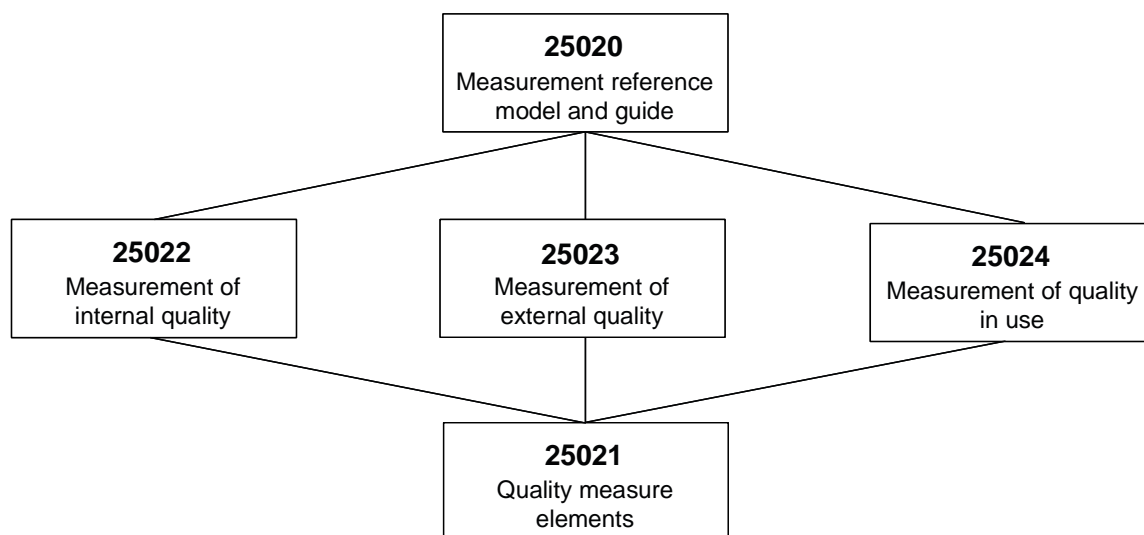 25020
Measurement reference
model and guide
25022
Measurement of
internal quality
25023
Measurement of
external quality
25024
Measurement of quality
in use
25021
Quality measure
elements